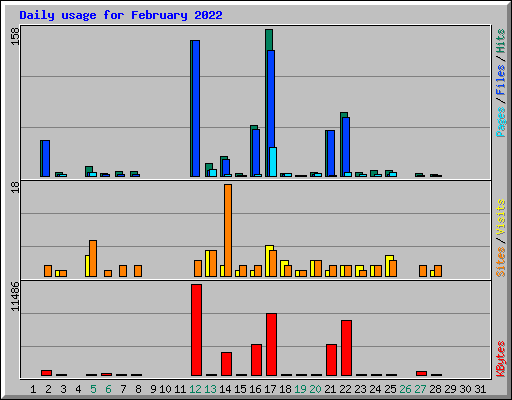 Daily usage for February 2022
158
Pages / Files / Hits
18
Sites / Visits
11486
KBytes
1 2 3 4 5 6 7 8 9 10 11 12 13 14 15 16 17 18 19 20 21 22 23 24 25 26 27 28 29 30 31